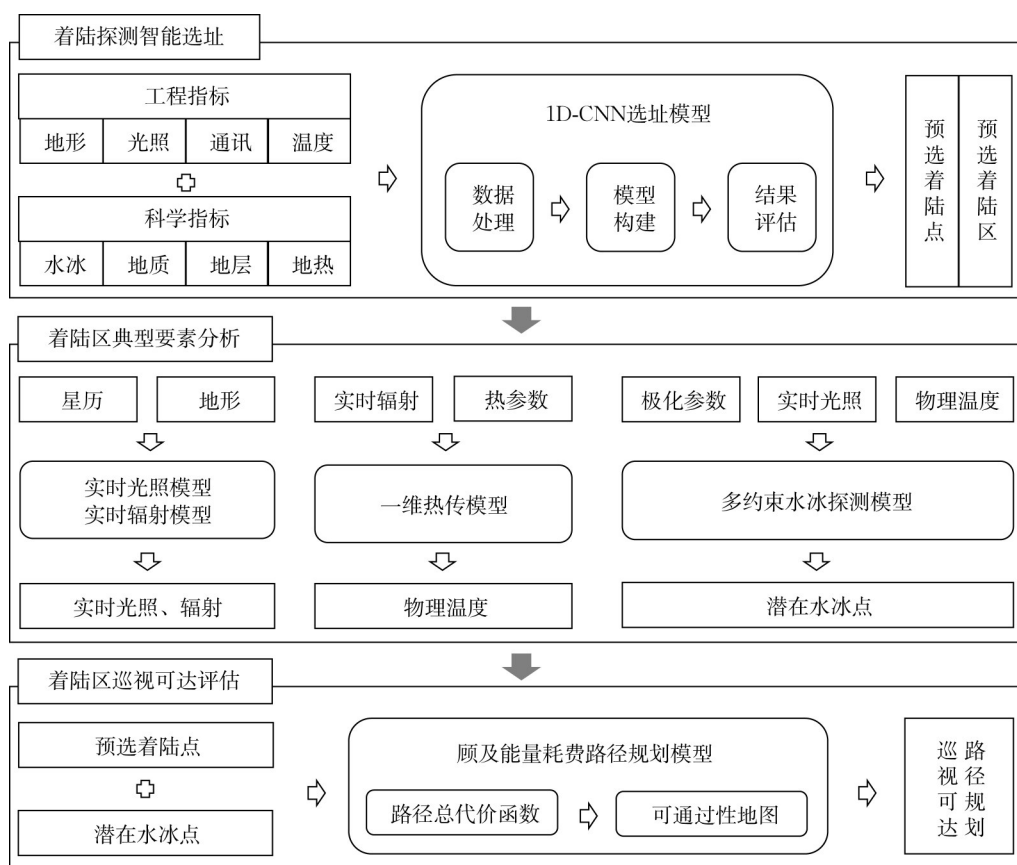 着陆探测智能选址
工程指标
地形 光照 通讯 温度
科学指标
水冰 地质 地层 地热
1D-CNN选址模型
数据
处理
模型
构建
结果
评估
预选着陆点
预选着陆区
着陆区典型要素分析
星历 地形
实时光照模型
实时辐射模型
实时光照、辐射
实时辐射 热参数
一维热传模型
物理温度
极化参数 实时光照 物理温度
多约束水冰探测模型
潜在水冰点
着陆区巡视可达评估
预选着陆点
潜在水冰点
顾及能量耗费路径规划模型
路径总代价函数 可通过性地图
巡视可达
路径规划